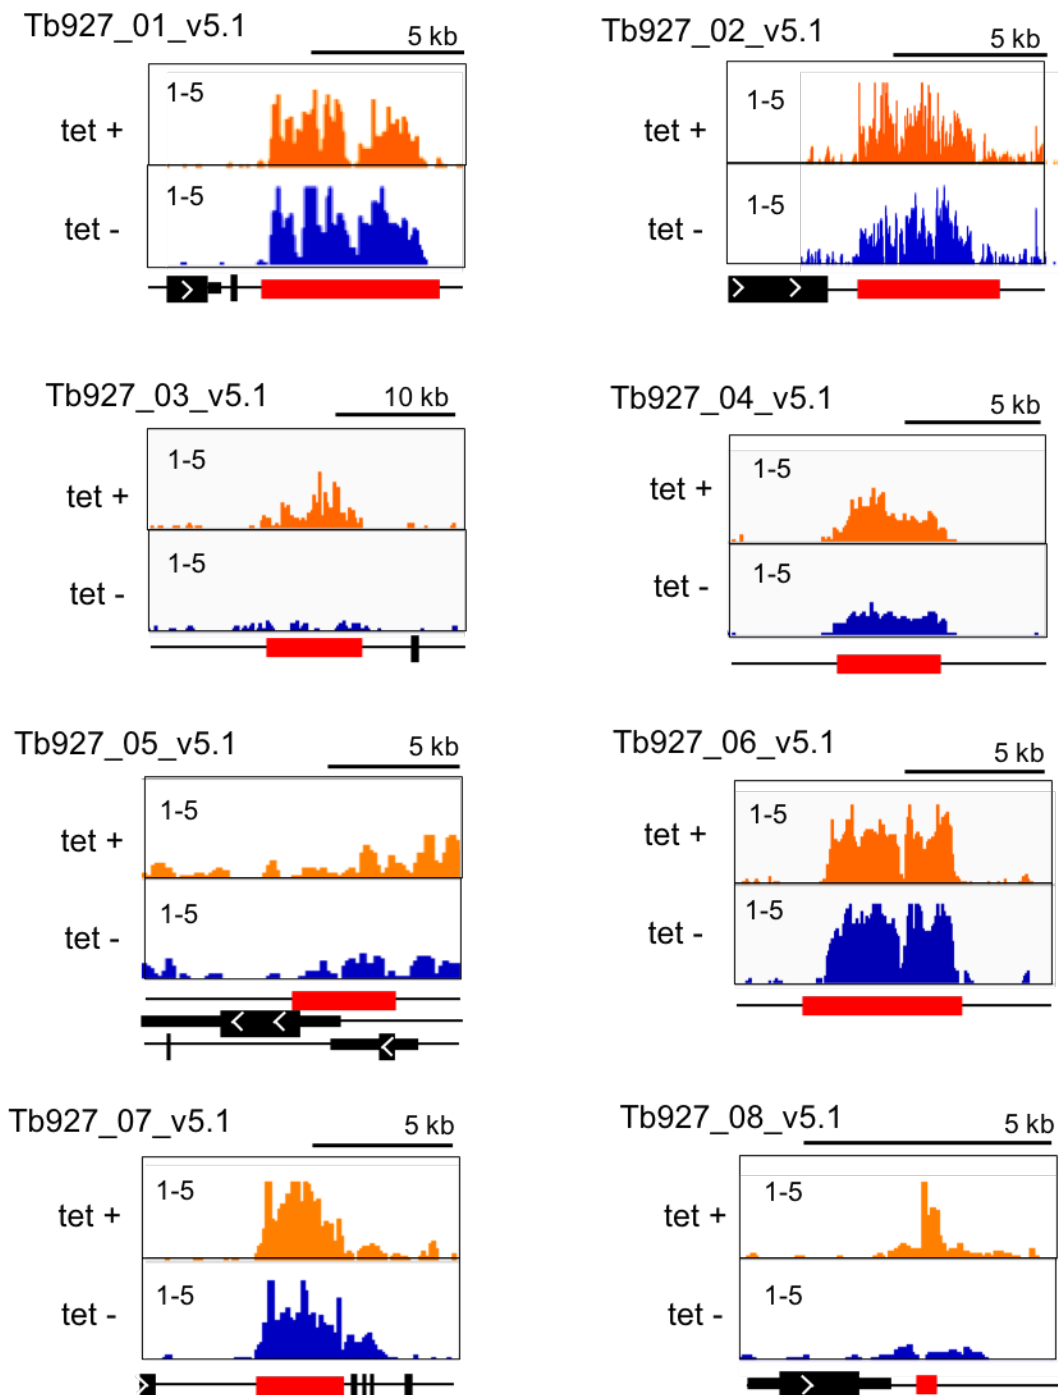 Tb927_01_v5.1
5 kb
tet +
1-5
tet -
1-5
Tb927_02_v5.1
5 kb
tet +
1-5
tet -
1-5
Tb927_03_v5.1
10 kb
tet +
1-5
tet -
1-5
Tb927_04_v5.1
5 kb
tet +
1-5
tet -
1-5
Tb927_05_v5.1
5 kb
tet +
1-5
tet -
1-5
Tb927_06_v5.1
5 kb
tet +
1-5
tet -
1-5
Tb927_07_v5.1
5 kb
tet +
1-5
tet -
1-5
Tb927_08_v5.1
5 kb
tet +
1-5
tet -
1-5